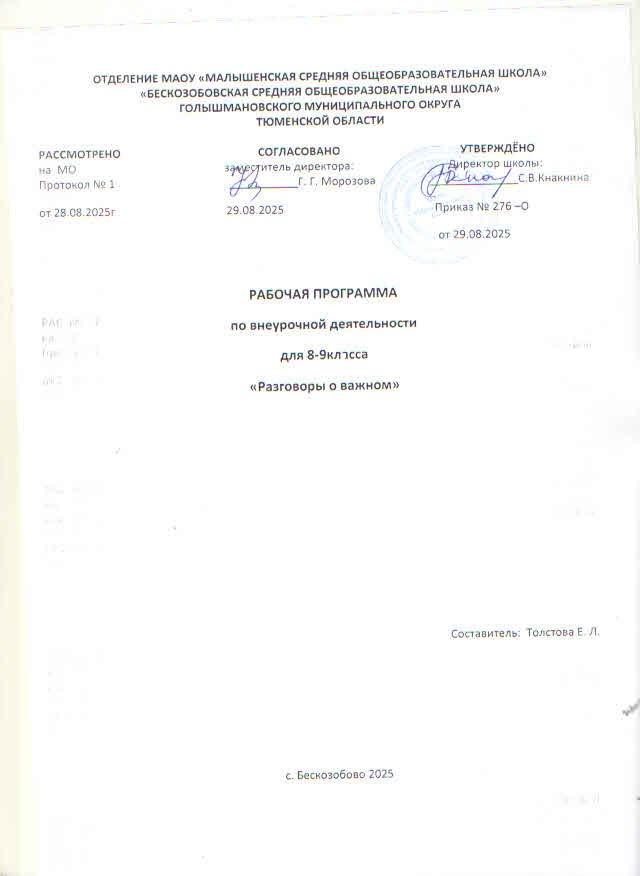 ОТДЕЛЕНИЕ МАОУ «МАЛЫШЕНСКАЯ СРЕДНЯЯ ОБЩЕОБРАЗОВАТЕЛЬНАЯ ШКОЛА»
«БЕСКОЗОБОВСКАЯ СРЕДНЯЯ ОБЩЕОБРАЗОВАТЕЛЬНАЯ ШКОЛА»
ГОЛЫШМАНОВСКОГО МУНИЦИПАЛЬНОГО ОКРУГА
ТЮМЕНСКОЙ ОБЛАСТИ
РАССМОТРЕНО
на МО
Протокол № 1
от 28.08.2025г
СОГЛАСОВАНО
заместитель директора:
Г. Г. Морозова
29.08.2025
УТВЕРЖДЁНО
Директор школы:
С.В.Кнакнина
Приказ № 276 –О
от 29.08.2025
РАБОЧАЯ ПРОГРАММА
по внеурочной деятельности
для 8-9класса
«Разговоры о важном»
Составитель: Толстова Е. Л.
с. Бескозобово 2025